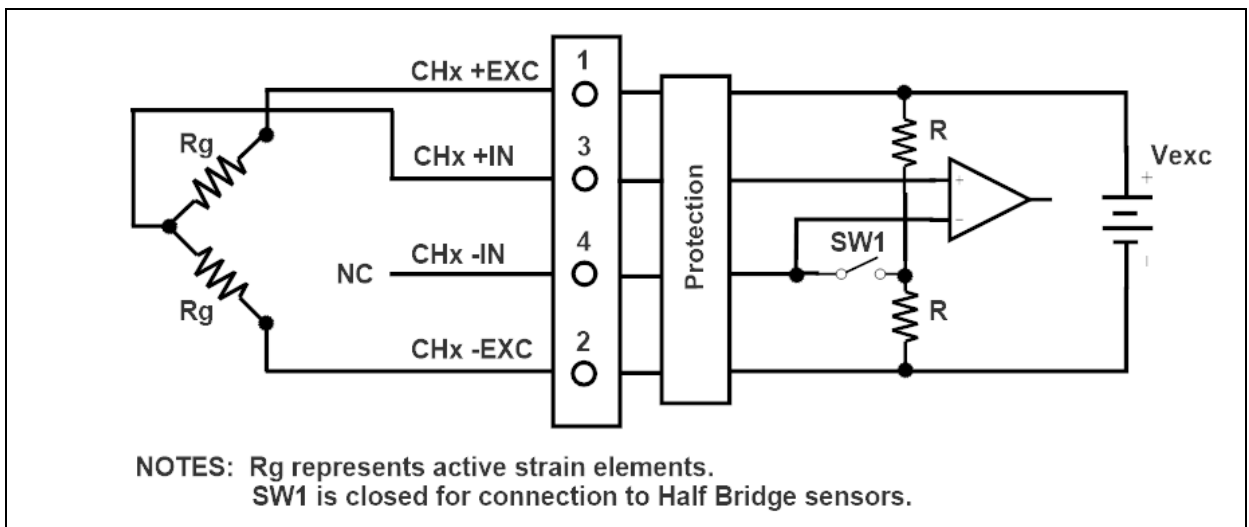 CHx +EXC
1
Rg
CHx +IN
3
CHx -IN
4
NC
Rg
CHx -EXC
2
Protection
R
+
-
SW1
R
Vexc
+
-
NOTES: Rg represents active strain elements.
SW1 is closed for connection to Half Bridge sensors.